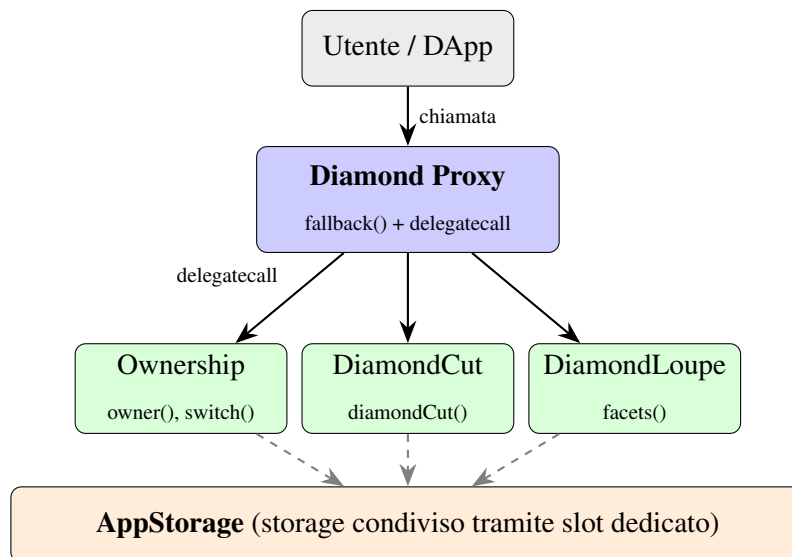 Utente / DApp
chiamata
Diamond Proxy
fallback() + delegatecall
delegatecall
Ownership
owner(), switch()
DiamondCut
diamondCut()
DiamondLoupe
facets()
AppStorage (storage condiviso tramite slot dedicato)